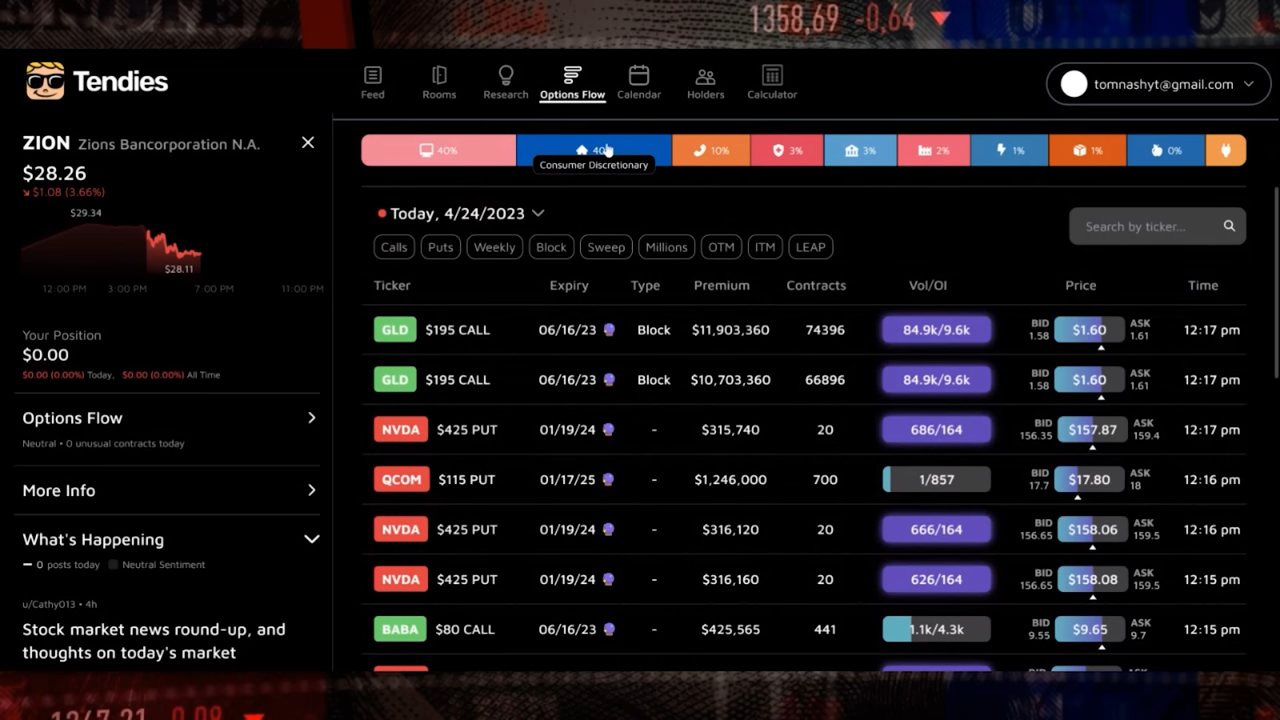 1358,69 -0,64
Tendies
Feed
Rooms
Research
Options Flow
Calendar
Holders
Calculator
tomnashyt@gmail.com
ZION Zions Bancorporation N.A.
$28.26
$1.08 (3.66%)
$29.34
$28.11
12:00 PM 3:00 PM 7:00 PM 11:00 PM
Your Position
$0.00
$0.00 (0.00%) Today, $0.00 (0.00%) All Time
Options Flow
Neutral • 0 unusual contracts today
More Info
What's Happening
0 posts today Neutral Sentiment
u/Cathy013 • 4h
Stock market news round-up, and
thoughts on today's market
40% 40 10% 3% 3% 2% 1% 1% 0%
Consumer Discretionary
Today, 4/24/2023
Search by ticker...
Calls Puts Weekly Block Sweep Millions OTM ITM LEAP
Ticker Expiry Type Premium Contracts Vol/OI Price Time
GLD $195 CALL 06/16/23 Block $11,903,360 74396 84.9k/9.6k BID 1.58 $1.60 ASK 1.61 12:17 pm
GLD $195 CALL 06/16/23 Block $10,703,360 66896 84.9k/9.6k BID 1.58 $1.60 ASK 1.61 12:17 pm
NVDA $425 PUT 01/19/24 - $315,740 20 686/164 BID 156.35 $157.87 ASK 159.4 12:17 pm
QCOM $115 PUT 01/17/25 - $1,246,000 700 1/857 BID 17.7 $17.80 ASK 18 12:16 pm
NVDA $425 PUT 01/19/24 - $316,120 20 666/164 BID 156.65 $158.06 ASK 159.5 12:16 pm
NVDA $425 PUT 01/19/24 - $316,160 20 626/164 BID 156.65 $158.08 ASK 159.5 12:15 pm
BABA $80 CALL 06/16/23 - $425,565 441 1.1k/4.3k BID 9.55 $9.65 ASK 9.7 12:15 pm